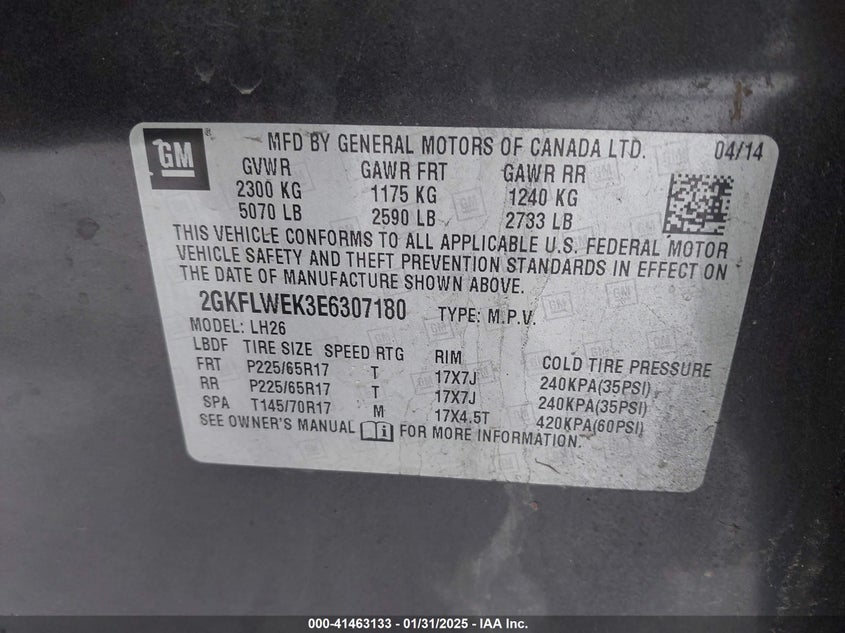 GM
MFD BY GENERAL MOTORS OF CANADA LTD. 04/14
GVWR GAWR FRT GAWR RR
2300 KG 1175 KG 1240 KG
5070 LB 2590 LB 2733 LB
THIS VEHICLE CONFORMS TO ALL APPLICABLE U.S. FEDERAL MOTOR
VEHICLE SAFETY AND THEFT PREVENTION STANDARDS IN EFFECT ON
THE DATE OF MANUFACTURE SHOWN ABOVE.
2GKFLWEK3E6307180 TYPE: M.P.V.
MODEL: LH26
LBDF TIRE SIZE SPEED RTG RIM COLD TIRE PRESSURE
FRT P225/65R17 T 17X7J 240KPA(35PSI)
RR P225/65R17 T 17X7J 240KPA(35PSI)
SPA T145/70R17 M 17X4.5T 420KPA(60PSI)
SEE OWNER'S MANUAL i FOR MORE INFORMATION.
000-41463133 - 01/31/2025 - IAA Inc.